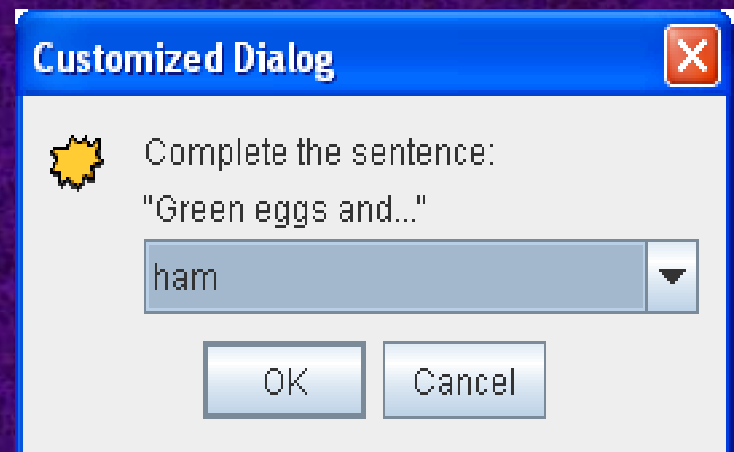 Customized Dialog
Complete the sentence:
"Green eggs and..."
ham
OK Cancel